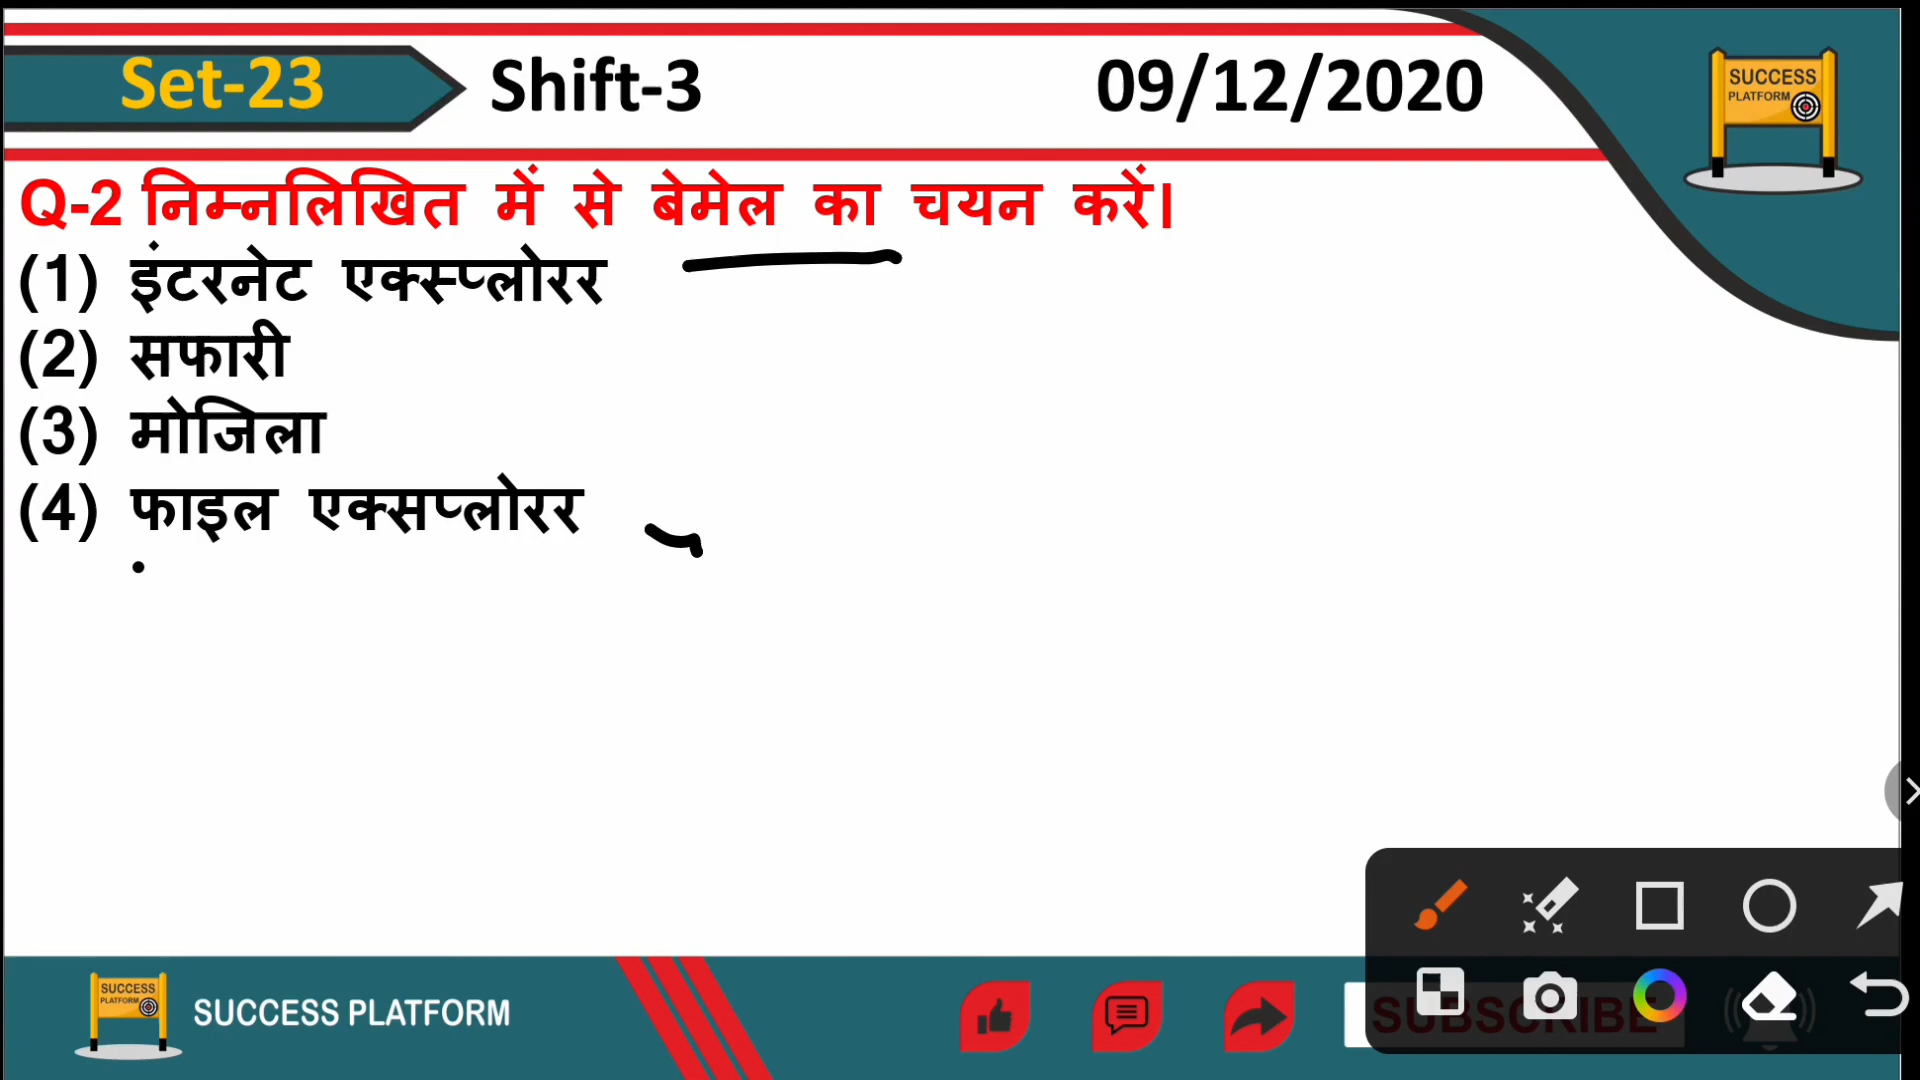 Set-23 Shift-3 09/12/2020
SUCCESS
PLATFORM
Q-2 निम्नलिखित में से बेमेल का चयन करें।
(1) इंटरनेट एक्स्प्लोरर
(2) सफारी
(3) मोजिला
(4) फाइल एक्सप्लोरर
SUCCESS
PLATFORM
SUCCESS PLATFORM
SUBSCRIBE